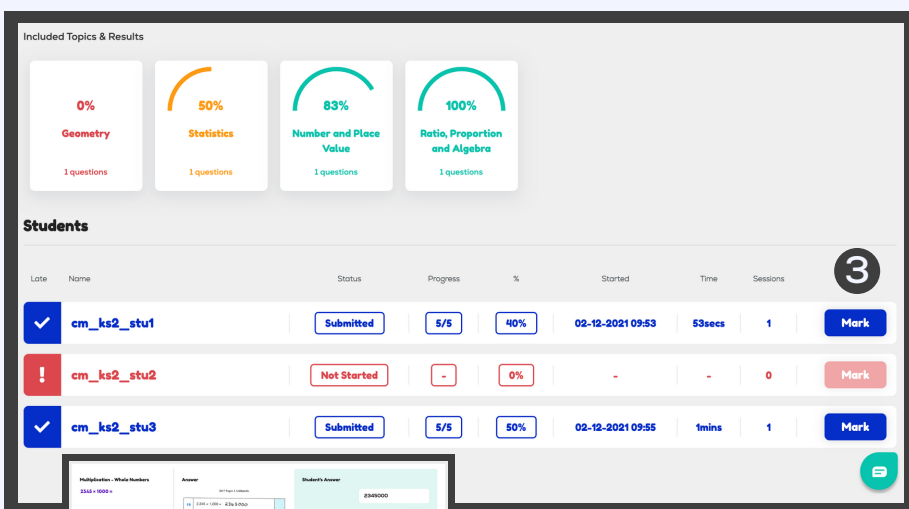 Included Topics & Results
0%
Geometry
1 questions
50%
Statistics
1 questions
83%
Number and Place
Value
1 questions
100%
Ratio, Proportion
and Algebra
1 questions
Students
Late Name Status Progress % Started Time Sessions 3
cm_ks2_stu1 Submitted 5/5 40% 02-12-2021 09:53 53secs 1 Mark
! cm_ks2_stu2 Not Started - 0% - - 0 Mark
cm_ks2_stu3 Submitted 5/5 50% 02-12-2021 09:55 1mins 1 Mark
Multiplication - Whole Numbers Answer Student's Answer
2345 × 1000 =
2345000